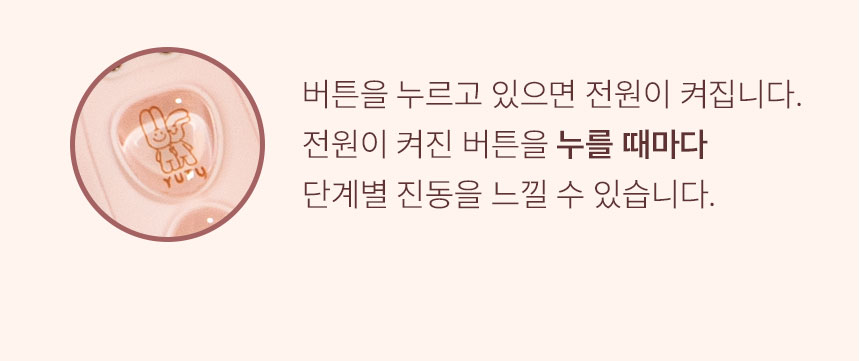 버튼을 누르고 있으면 전원이 켜집니다.
전원이 켜진 버튼을 누를 때마다
단계별 진동을 느낄 수 있습니다.
YUFU